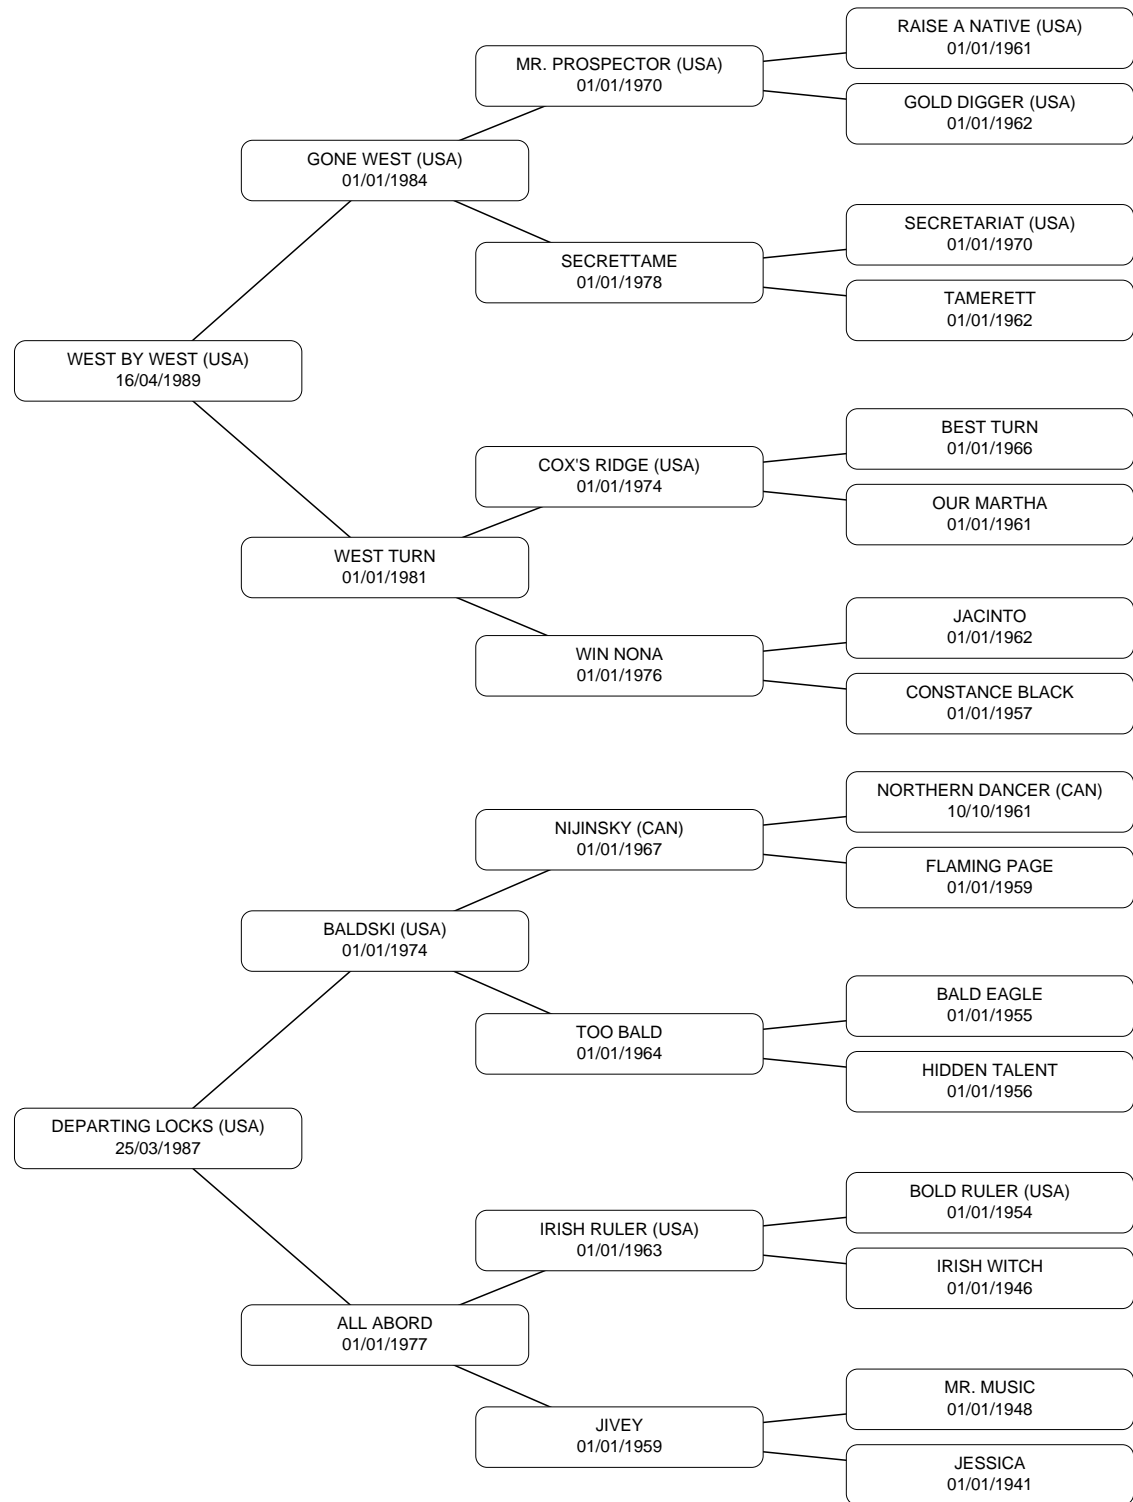 RAISE A NATIVE (USA)
01/01/1961
MR. PROSPECTOR (USA)
01/01/1970
GOLD DIGGER (USA)
01/01/1962
GONE WEST (USA)
01/01/1984
SECRETARIAT (USA)
01/01/1970
SECRETTAME
01/01/1978
TAMERETT
01/01/1962
WEST BY WEST (USA)
16/04/1989
BEST TURN
01/01/1966
COX'S RIDGE (USA)
01/01/1974
OUR MARTHA
01/01/1961
WEST TURN
01/01/1981
JACINTO
01/01/1962
WIN NONA
01/01/1976
CONSTANCE BLACK
01/01/1957
NORTHERN DANCER (CAN)
10/10/1961
NIJINSKY (CAN)
01/01/1967
FLAMING PAGE
01/01/1959
BALDSKI (USA)
01/01/1974
BALD EAGLE
01/01/1955
TOO BALD
01/01/1964
HIDDEN TALENT
01/01/1956
DEPARTING LOCKS (USA)
25/03/1987
BOLD RULER (USA)
01/01/1954
IRISH RULER (USA)
01/01/1963
IRISH WITCH
01/01/1946
ALL ABORD
01/01/1977
MR. MUSIC
01/01/1948
JIVEY
01/01/1959
JESSICA
01/01/1941